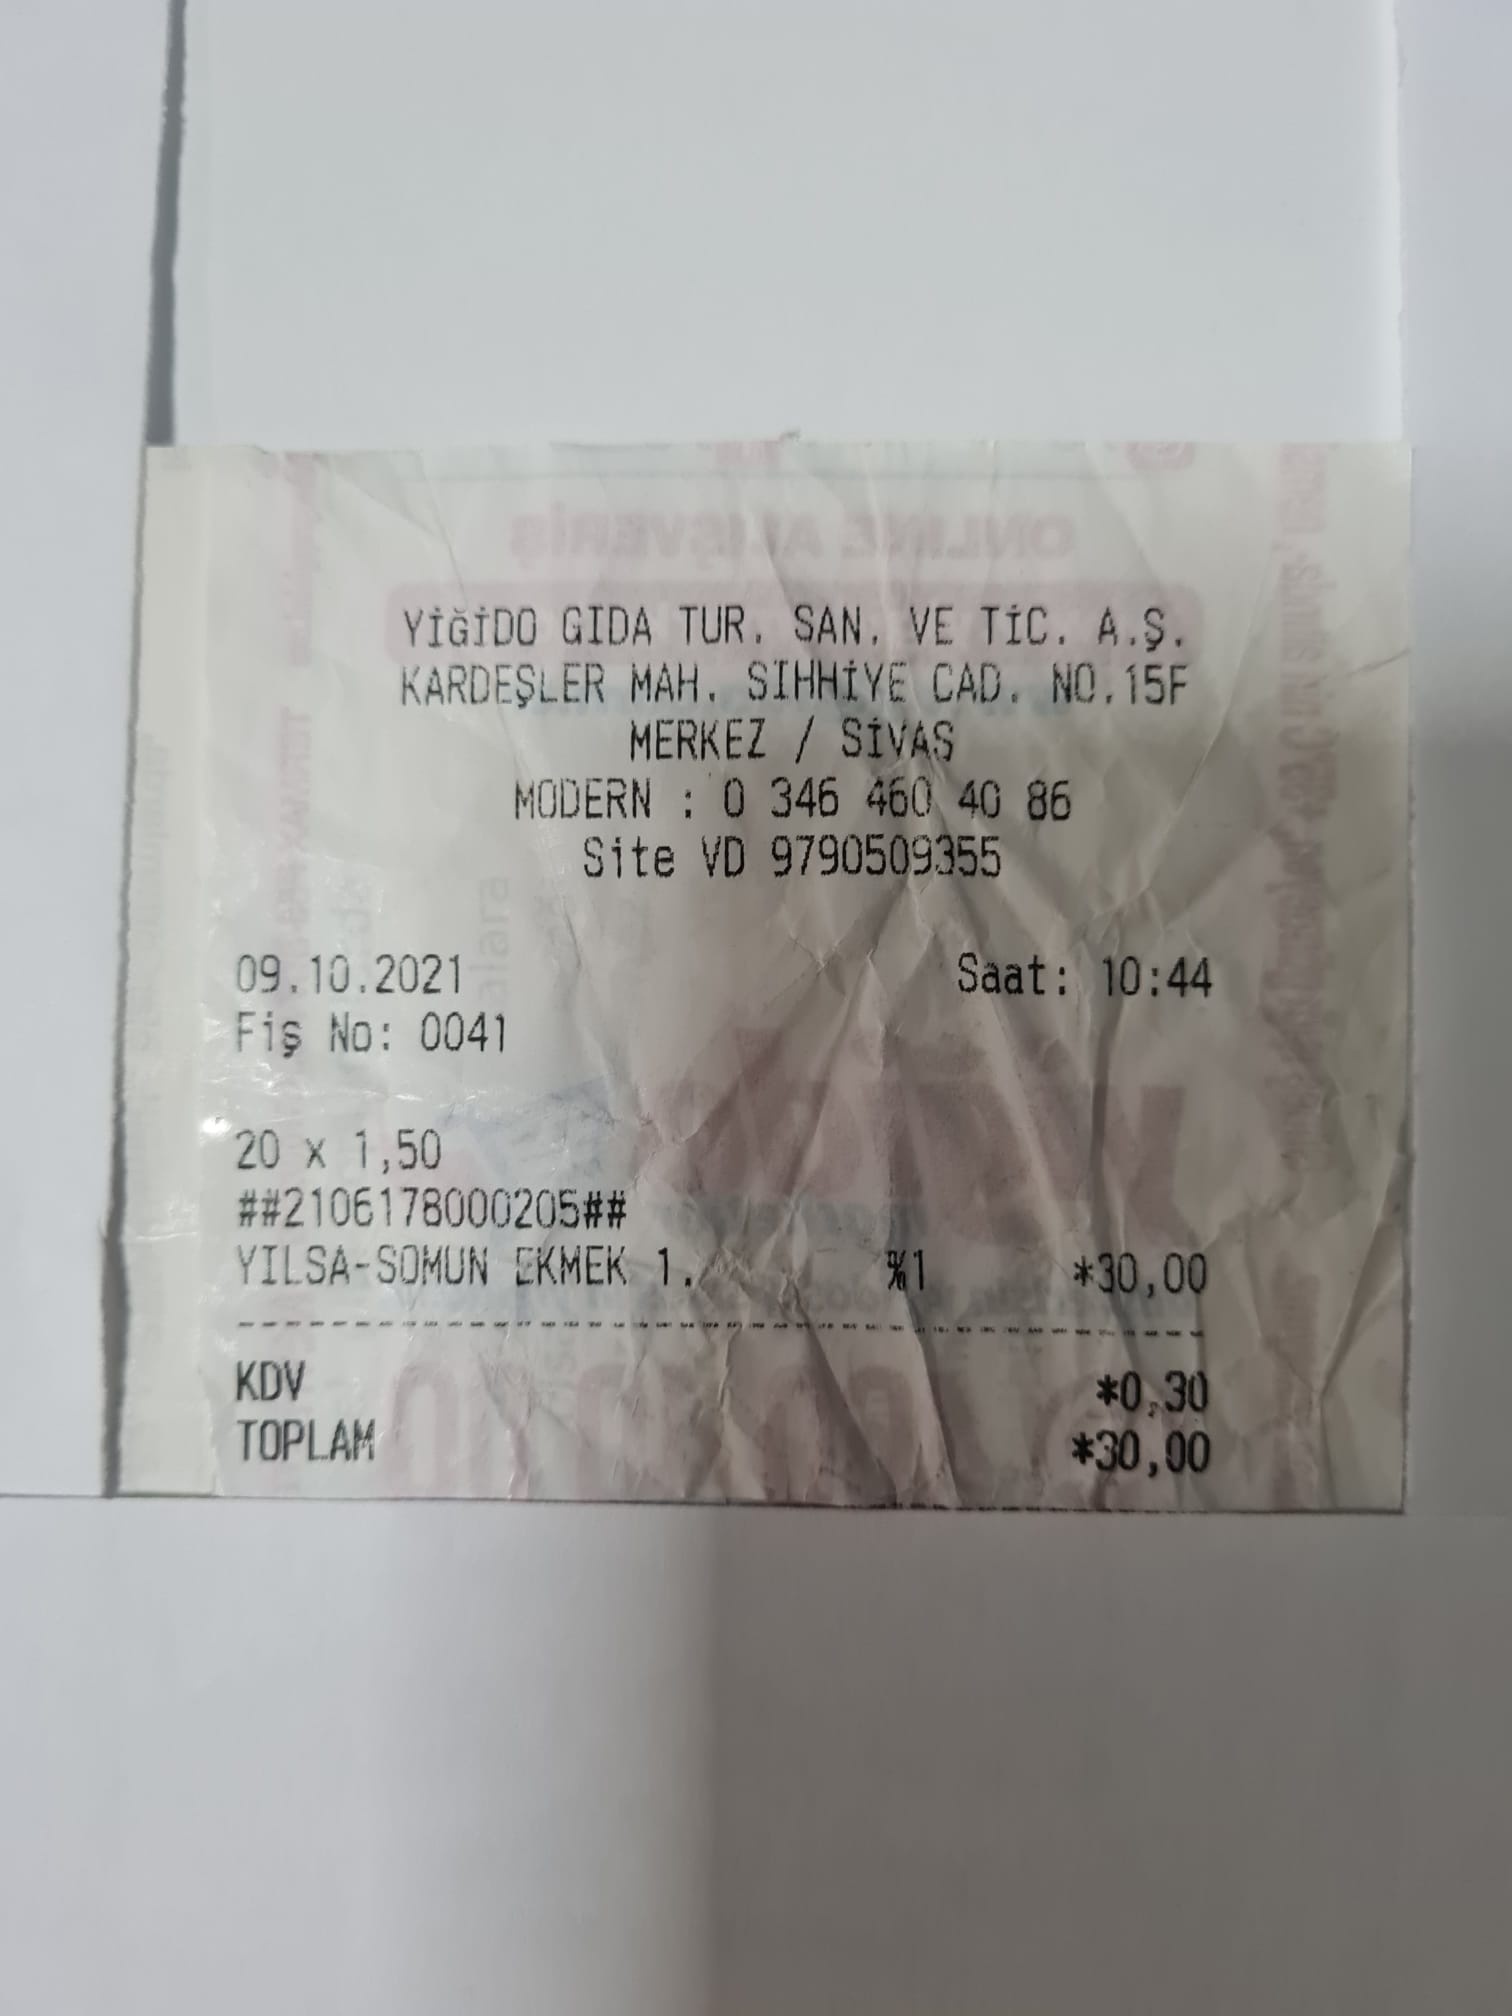 ONLINE ALIŞVERİŞ
YİĞİDO GIDA TUR. SAN. VE TİC. A.Ş.
KARDEŞLER MAH. SIHHİYE CAD. NO.15F
MERKEZ / SİVAS
MODERN : 0 346 460 40 86
Site VD 9790509355
09.10.2021 Saat: 10:44
Fiş No: 0041
20 x 1,50
##2106178000205##
YILSA-SOMUN EKMEK 1. %1 *30,00
KDV *0,30
TOPLAM *30,00